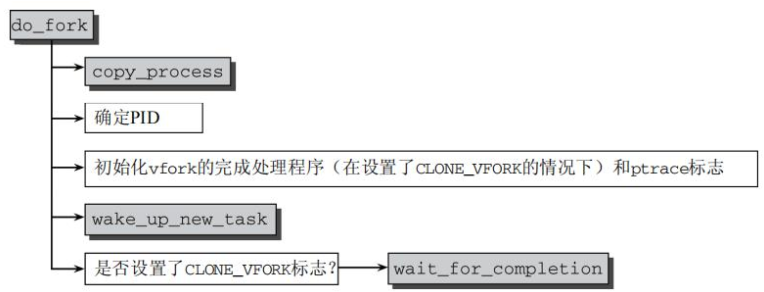 do_fork
copy_process
确定PID
初始化vfork的完成处理程序（在设置了CLONE_VFORK的情况下）和ptrace标志
wake_up_new_task
是否设置了CLONE_VFORK标志？ wait_for_completion